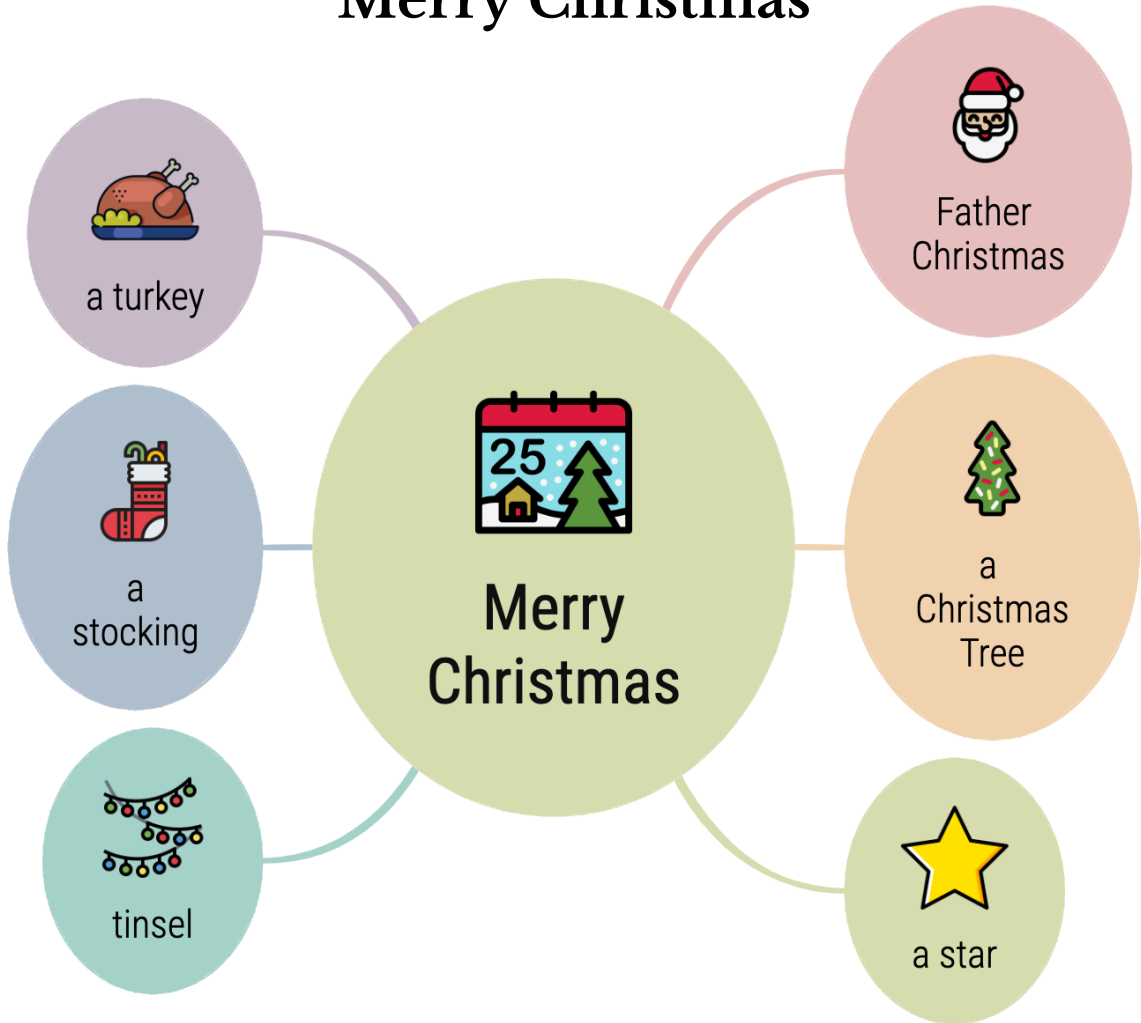 Merry Christmas
a turkey
a
stocking
tinsel
25
Merry
Christmas
Father
Christmas
a
Christmas
Tree
a star